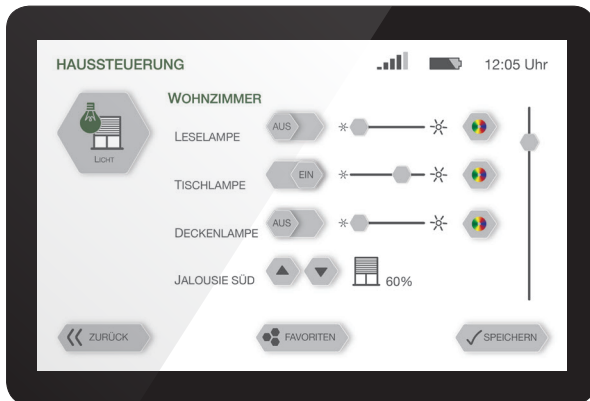 HAUSSTEUERUNG
12:05 Uhr
WOHNZIMMER
LICHT
LESELAMPE
AUS
TISCHLAMPE
EIN
DECKENLAMPE
AUS
JALOUSIE SÜD
60%
ZURÜCK
FAVORITEN
SPEICHERN